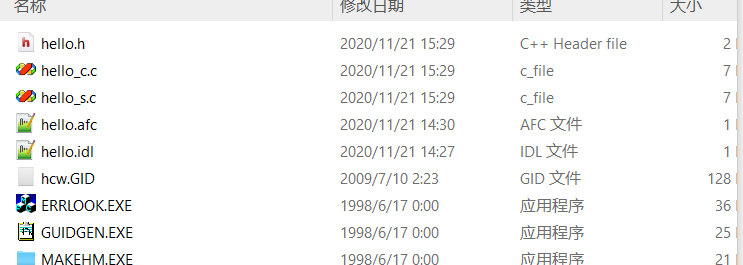 名称 修改日期 类型 大小
hello.h 2020/11/21 15:29 C++ Header file 2
hello_c.c 2020/11/21 15:29 c_file 7
hello_s.c 2020/11/21 15:29 c_file 7
hello.afc 2020/11/21 14:30 AFC 文件 1
hello.idl 2020/11/21 14:27 IDL 文件 1
hcw.GID 2009/7/10 2:23 GID 文件 128
ERRLOOK.EXE 1998/6/17 0:00 应用程序 36
GUIDGEN.EXE 1998/6/17 0:00 应用程序 25
MAKEHM.EXE 1998/6/17 0:00 应用程序 21